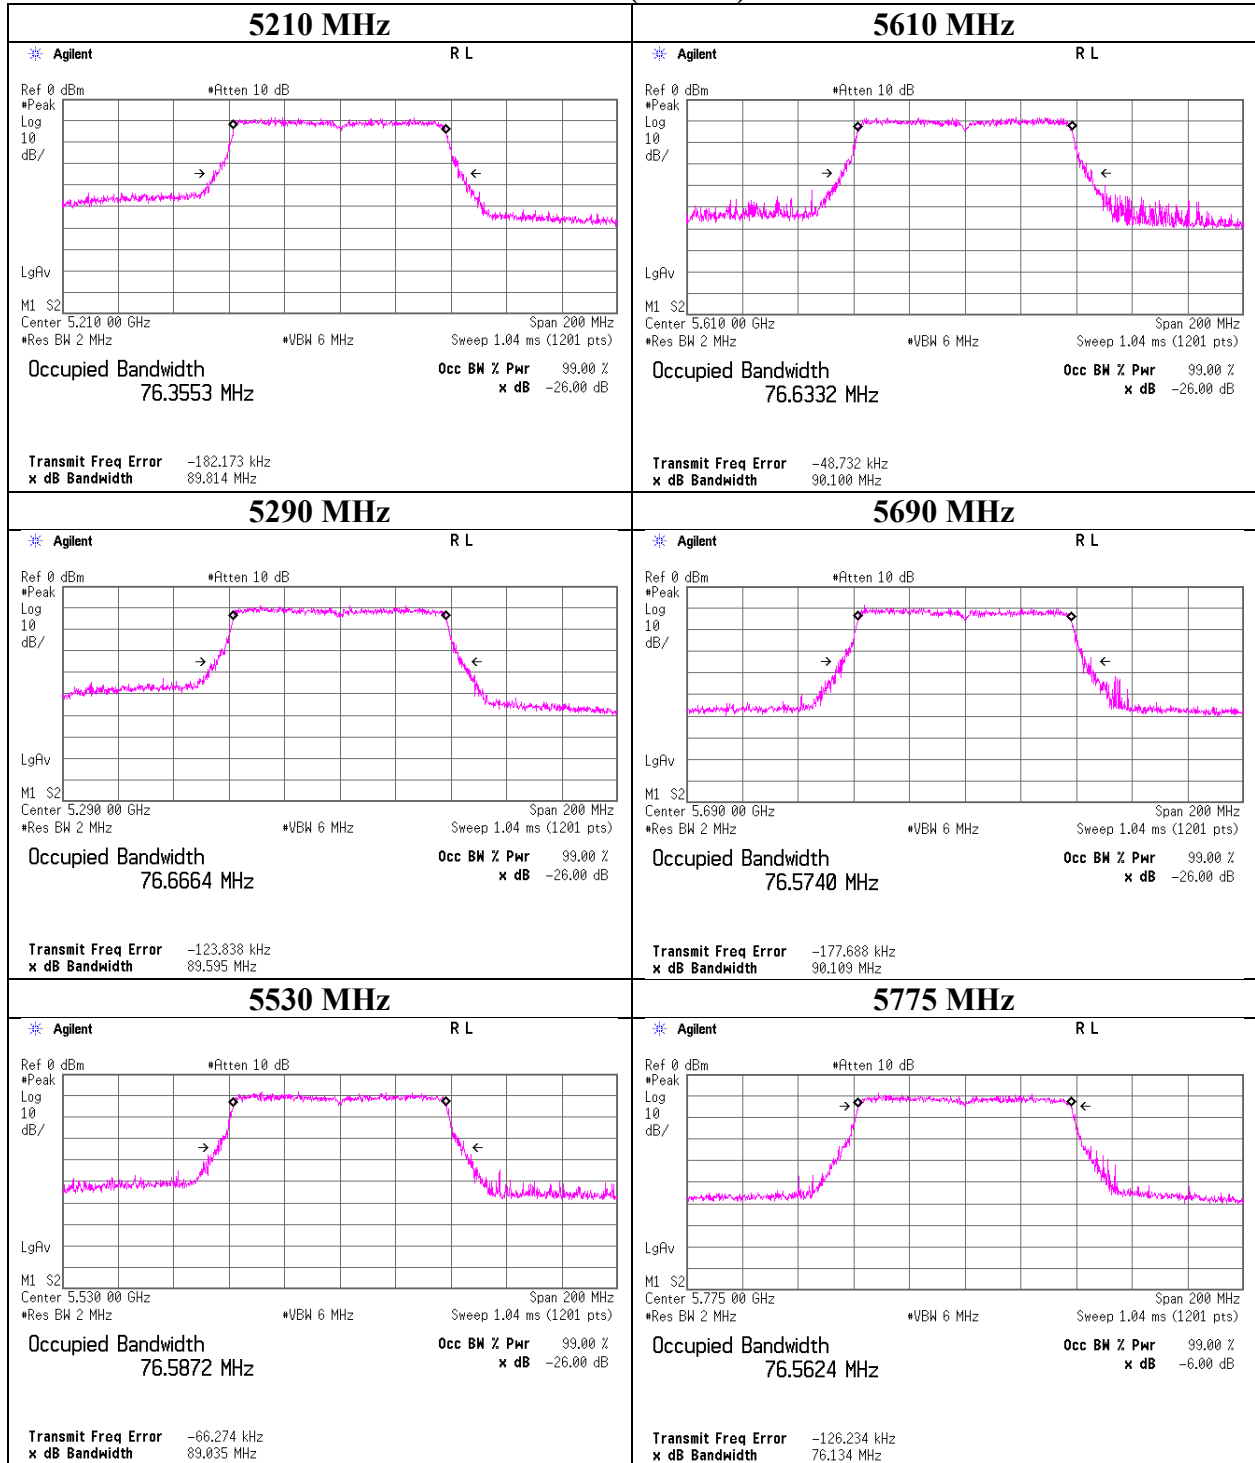 5210 MHz
Agilent R L
Ref 0 dBm #Atten 10 dB
#Peak
Log
10
dB/
LgAv
M1 S2
Center 5.210 00 GHz Span 200 MHz
#Res BW 2 MHz #VBW 6 MHz Sweep 1.04 ms (1201 pts)
Occupied Bandwidth Occ BW % Pwr 99.00 %
76.3553 MHz x dB -26.00 dB
Transmit Freq Error -182.173 kHz
x dB Bandwidth 89.814 MHz
5610 MHz
Agilent R L
Ref 0 dBm #Atten 10 dB
#Peak
Log
10
dB/
LgAv
M1 S2
Center 5.610 00 GHz Span 200 MHz
#Res BW 2 MHz #VBW 6 MHz Sweep 1.04 ms (1201 pts)
Occupied Bandwidth Occ BW % Pwr 99.00 %
76.6332 MHz x dB -26.00 dB
Transmit Freq Error -48.732 kHz
x dB Bandwidth 90.100 MHz
5290 MHz
Agilent R L
Ref 0 dBm #Atten 10 dB
#Peak
Log
10
dB/
LgAv
M1 S2
Center 5.290 00 GHz Span 200 MHz
#Res BW 2 MHz #VBW 6 MHz Sweep 1.04 ms (1201 pts)
Occupied Bandwidth Occ BW % Pwr 99.00 %
76.6664 MHz x dB -26.00 dB
Transmit Freq Error -123.838 kHz
x dB Bandwidth 89.595 MHz
5690 MHz
Agilent R L
Ref 0 dBm #Atten 10 dB
#Peak
Log
10
dB/
LgAv
M1 S2
Center 5.690 00 GHz Span 200 MHz
#Res BW 2 MHz #VBW 6 MHz Sweep 1.04 ms (1201 pts)
Occupied Bandwidth Occ BW % Pwr 99.00 %
76.5740 MHz x dB -26.00 dB
Transmit Freq Error -177.688 kHz
x dB Bandwidth 90.109 MHz
5530 MHz
Agilent R L
Ref 0 dBm #Atten 10 dB
#Peak
Log
10
dB/
LgAv
M1 S2
Center 5.530 00 GHz Span 200 MHz
#Res BW 2 MHz #VBW 6 MHz Sweep 1.04 ms (1201 pts)
Occupied Bandwidth Occ BW % Pwr 99.00 %
76.5872 MHz x dB -26.00 dB
Transmit Freq Error -66.274 kHz
x dB Bandwidth 89.035 MHz
5775 MHz
Agilent R L
Ref 0 dBm #Atten 10 dB
#Peak
Log
10
dB/
LgAv
M1 S2
Center 5.775 00 GHz Span 200 MHz
#Res BW 2 MHz #VBW 6 MHz Sweep 1.04 ms (1201 pts)
Occupied Bandwidth Occ BW % Pwr 99.00 %
76.5624 MHz x dB -6.00 dB
Transmit Freq Error -126.234 kHz
x dB Bandwidth 76.134 MHz